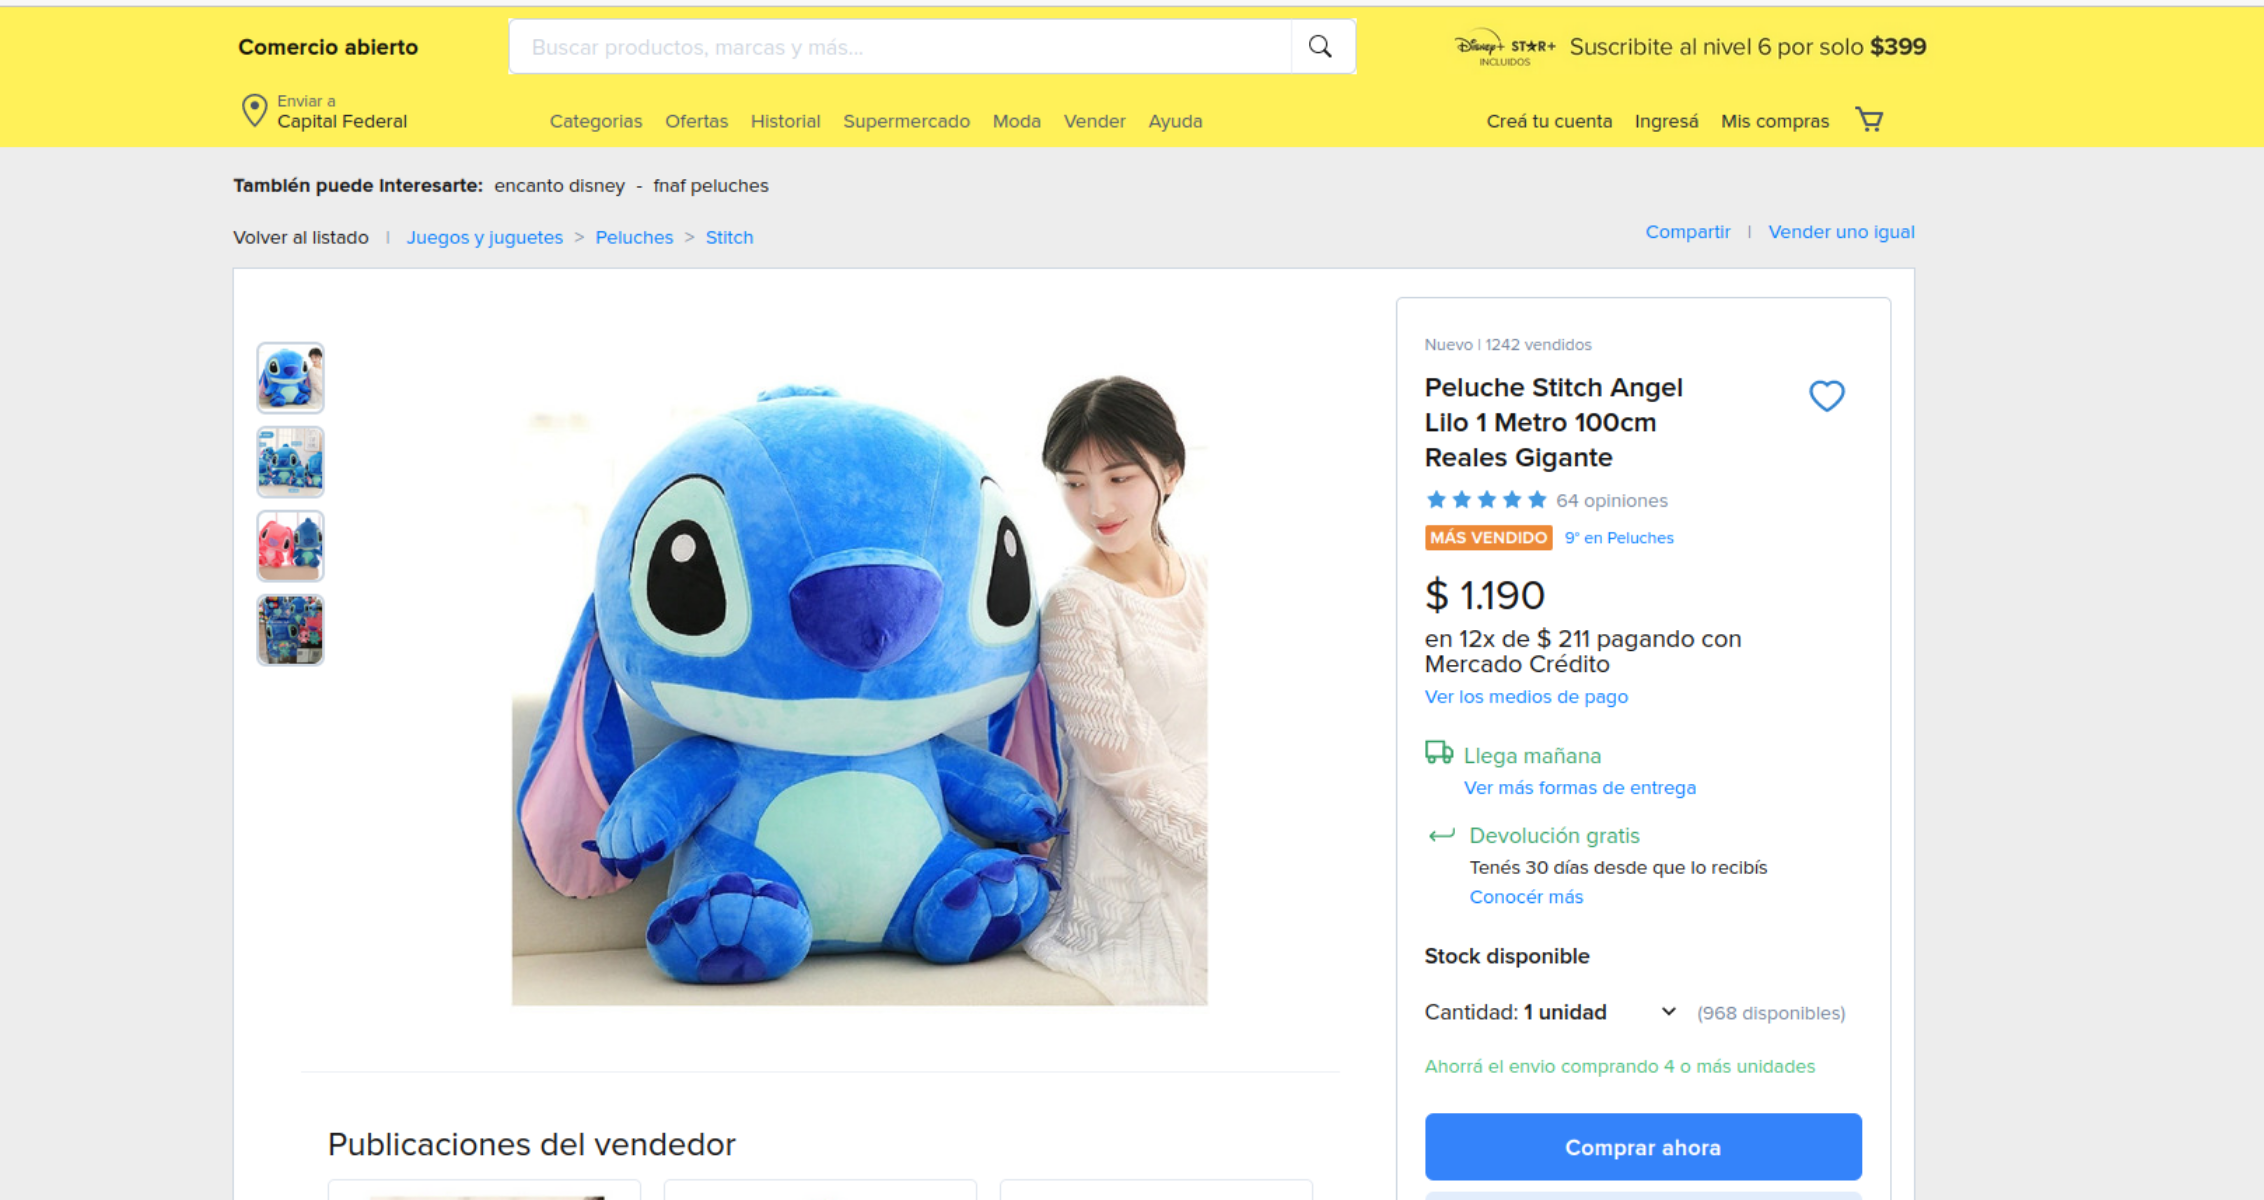 Comercio abierto
Buscar productos, marcas y más...
Disney+ ST★R+
INCLUIDOS
Suscribite al nivel 6 por solo $399
Enviar a
Capital Federal
Categorias Ofertas Historial Supermercado Moda Vender Ayuda
Creá tu cuenta Ingresá Mis compras
También puede Interesarte: encanto disney - fnaf peluches
Volver al listado | Juegos y juguetes > Peluches > Stitch
Compartir | Vender uno igual
Nuevo | 1242 vendidos
Peluche Stitch Angel
Lilo 1 Metro 100cm
Reales Gigante
64 opiniones
MÁS VENDIDO 9° en Peluches
$ 1.190
en 12x de $ 211 pagando con
Mercado Crédito
Ver los medios de pago
Llega mañana
Ver más formas de entrega
Devolución gratis
Tenés 30 días desde que lo recibís
Conocér más
Stock disponible
Cantidad: 1 unidad (968 disponibles)
Ahorrá el envio comprando 4 o más unidades
Comprar ahora
Publicaciones del vendedor